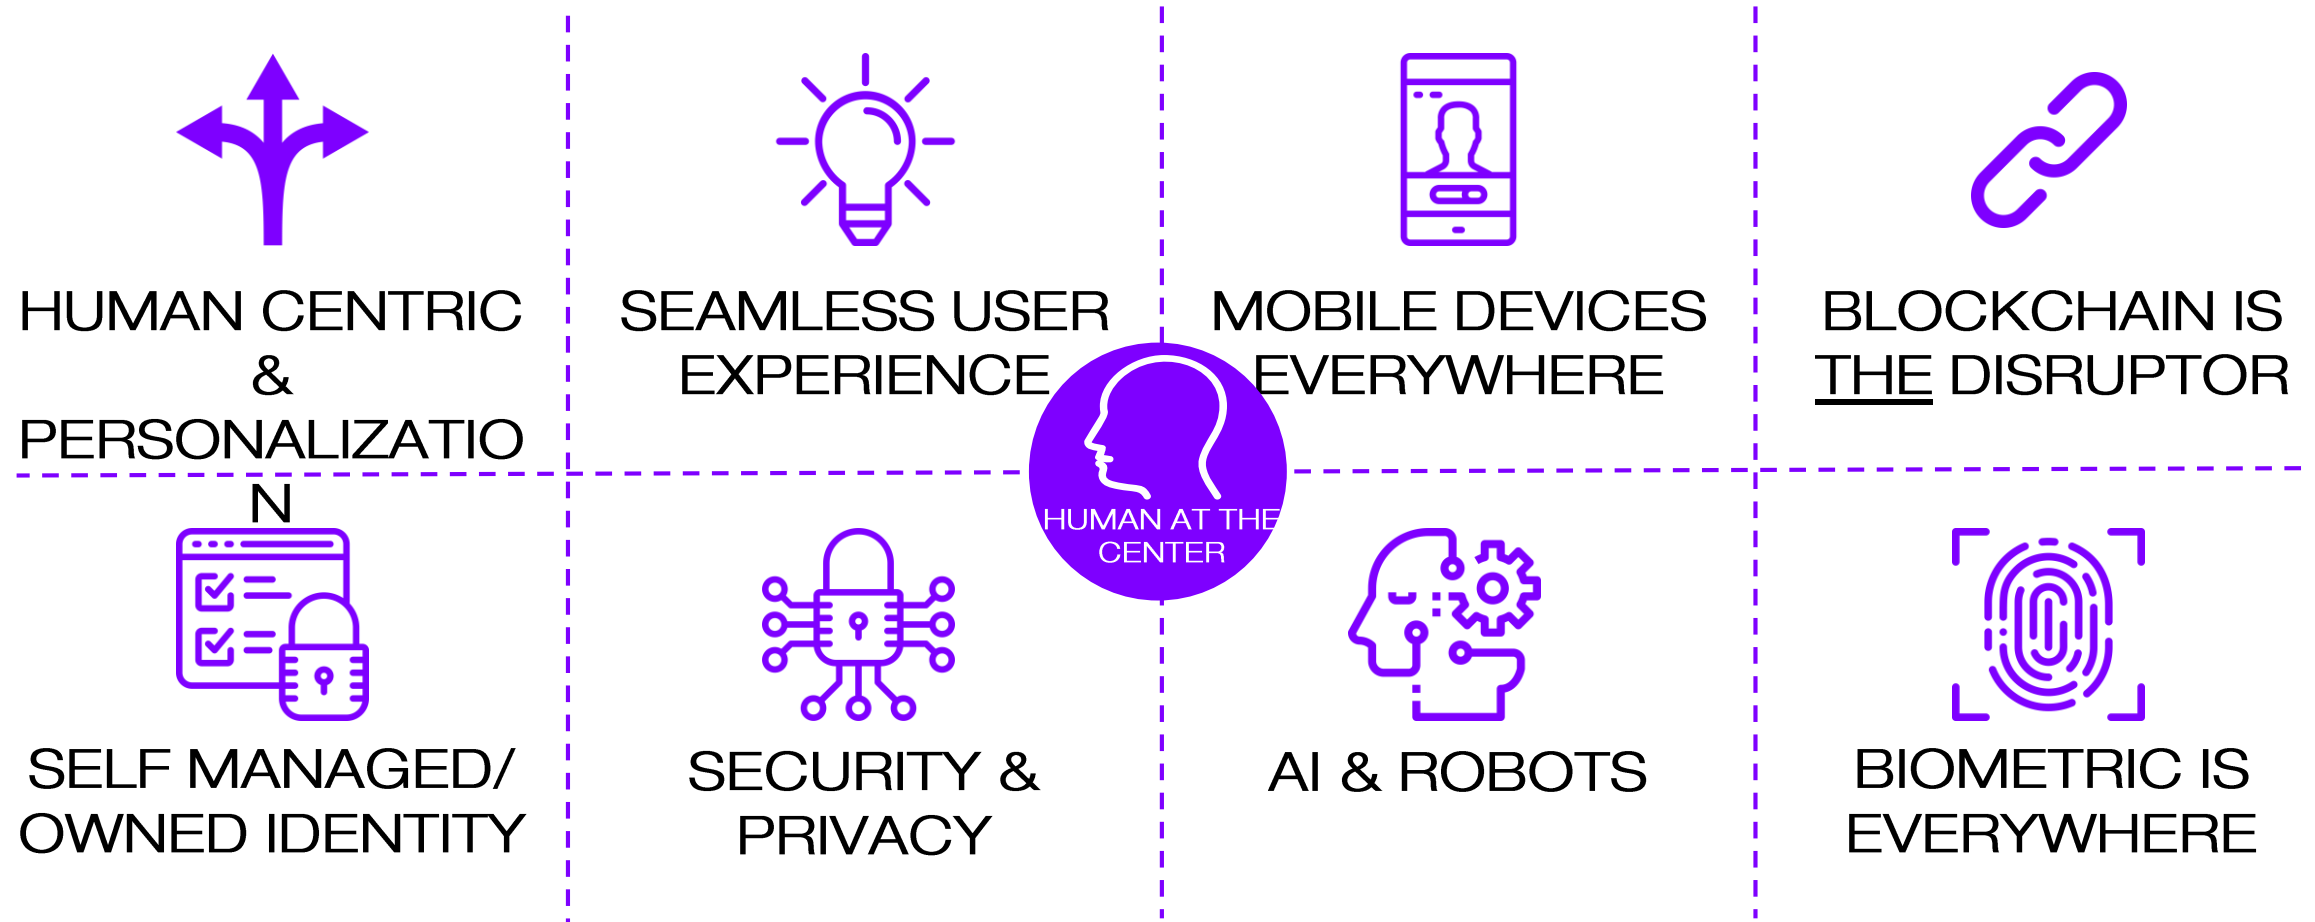 HUMAN CENTRIC
&
PERSONALIZATIO
N
SEAMLESS USER
EXPERIENCE
MOBILE DEVICES
EVERYWHERE
BLOCKCHAIN IS
THE DISRUPTOR
HUMAN AT THE
CENTER
SELF MANAGED/
OWNED IDENTITY
SECURITY &
PRIVACY
AI & ROBOTS
BIOMETRIC IS
EVERYWHERE